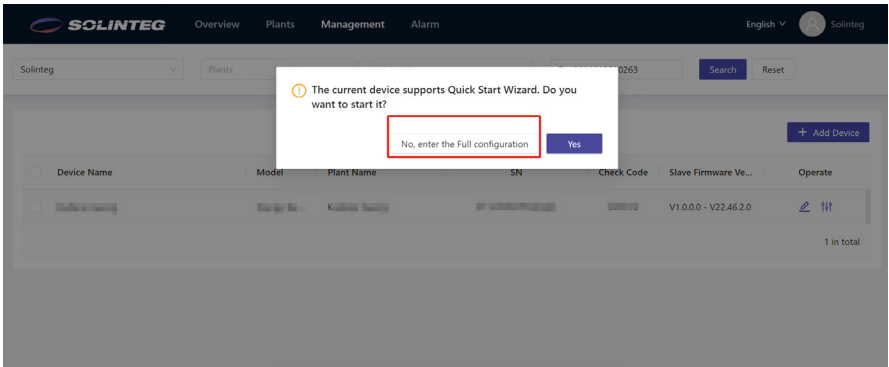 SOLINTEG Overview Plants Management Alarm English Solinteg
Solinteg Plants 0263 Search Reset
The current device supports Quick Start Wizard. Do you
want to start it?
No, enter the Full configuration Yes
+ Add Device
Device Name Model Plant Name SN Check Code Slave Firmware Ve... Operate
V1.0.0.0 - V22.46.2.0
1 in total